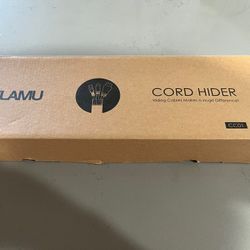 LAMU
CORD HIDER
Hiding Cables Makes A Huge Difference!
CC01